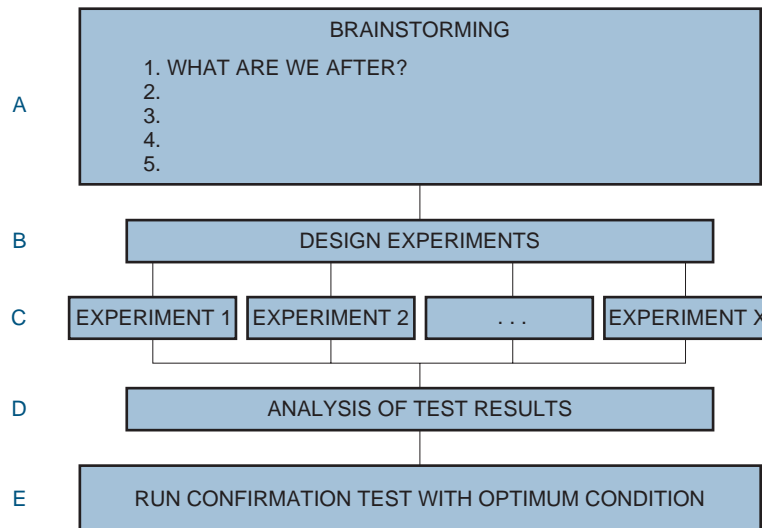 BRAINSTORMING
1. WHAT ARE WE AFTER?
2.
3.
4.
5.
A
B
DESIGN EXPERIMENTS
C
EXPERIMENT 1
EXPERIMENT 2
. . .
EXPERIMENT X
D
ANALYSIS OF TEST RESULTS
E
RUN CONFIRMATION TEST WITH OPTIMUM CONDITION